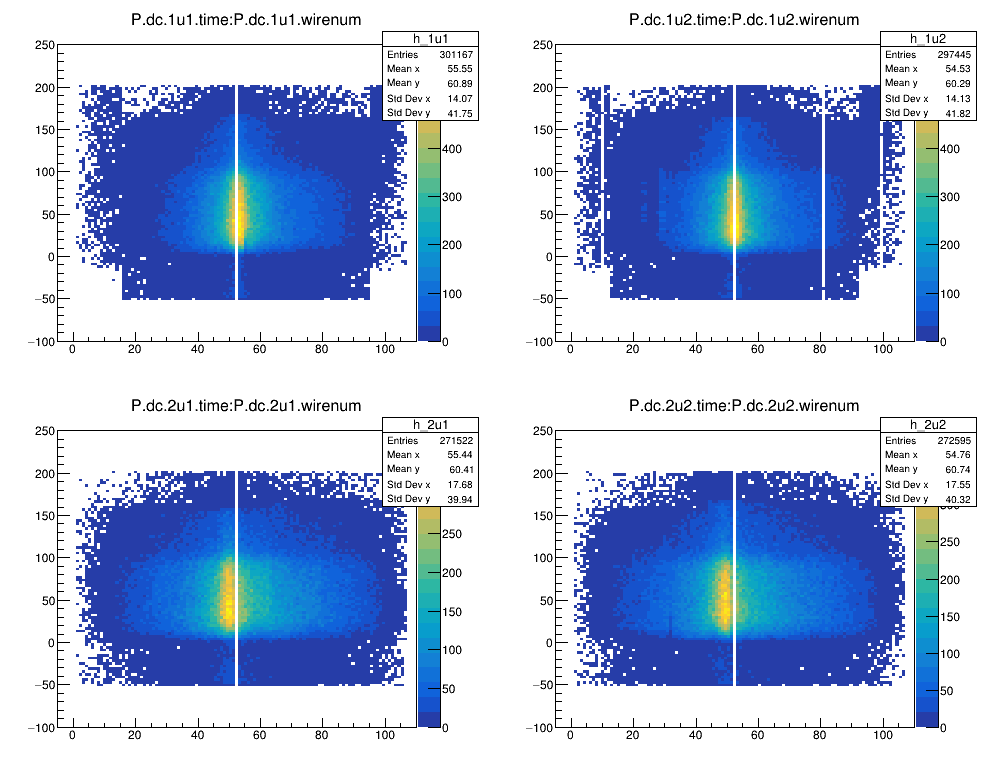 P.dc.1u1.time:P.dc.1u1.wirenum
h_1u1
Entries 301167
Mean x 55.55
Mean y 60.89
Std Dev x 14.07
Std Dev y 41.75
250
200
150
100
50
0
−50
−100
0 20 40 60 80 100
400
300
200
100
0
P.dc.1u2.time:P.dc.1u2.wirenum
h_1u2
Entries 297445
Mean x 54.53
Mean y 60.29
Std Dev x 14.13
Std Dev y 41.82
250
200
150
100
50
0
−50
−100
0 20 40 60 80 100
400
300
200
100
0
P.dc.2u1.time:P.dc.2u1.wirenum
h_2u1
Entries 271522
Mean x 55.44
Mean y 60.41
Std Dev x 17.68
Std Dev y 39.94
250
200
150
100
50
0
−50
−100
0 20 40 60 80 100
250
200
150
100
50
0
P.dc.2u2.time:P.dc.2u2.wirenum
h_2u2
Entries 272595
Mean x 54.76
Mean y 60.74
Std Dev x 17.55
Std Dev y 40.32
250
200
150
100
50
0
−50
−100
0 20 40 60 80 100
250
200
150
100
50
0